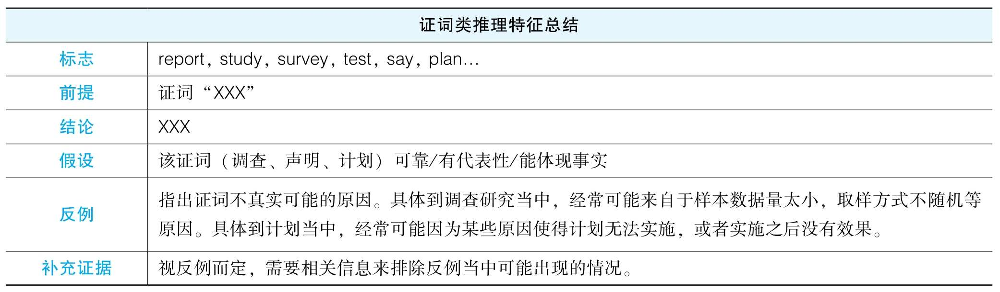 证词类推理特征总结
标志 report, study, survey, test, say, plan…
前提 证词“XXX”
结论 XXX
假设 该证词（调查、声明、计划）可靠/有代表性/能体现事实
反例 指出证词不真实可能的原因。具体到调查研究当中，经常可能来自于样本数据量太小，取样方式不随机等
原因。具体到计划当中，经常可能因为某些原因使得计划无法实施，或者实施之后没有效果。
补充证据 视反例而定，需要相关信息来排除反例当中可能出现的情况。